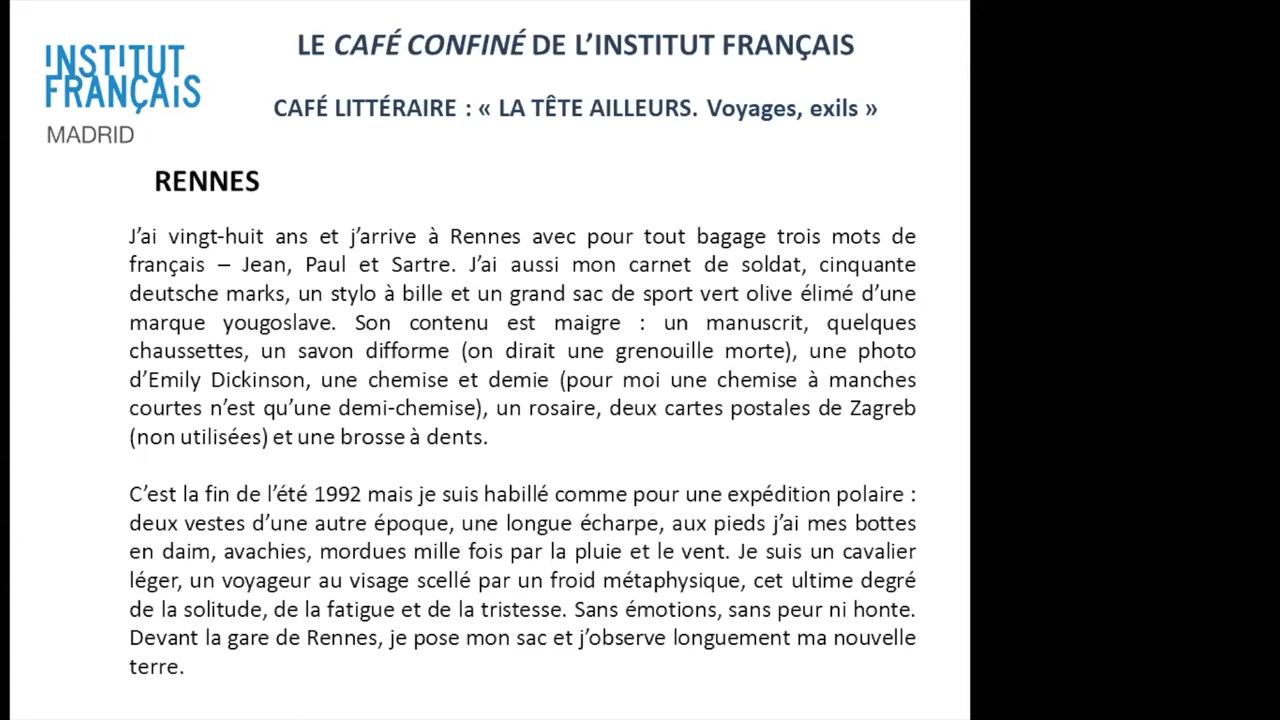 INSTITUT
FRANÇAIS
MADRID
LE CAFÉ CONFINÉ DE L’INSTITUT FRANÇAIS
CAFÉ LITTÉRAIRE : « LA TÊTE AILLEURS. Voyages, exils »
RENNES
J’ai vingt-huit ans et j’arrive à Rennes avec pour tout bagage trois mots de
français – Jean, Paul et Sartre. J’ai aussi mon carnet de soldat, cinquante
deutsche marks, un stylo à bille et un grand sac de sport vert olive élimé d’une
marque yougoslave. Son contenu est maigre : un manuscrit, quelques
chaussettes, un savon difforme (on dirait une grenouille morte), une photo
d’Emily Dickinson, une chemise et demie (pour moi une chemise à manches
courtes n’est qu’une demi-chemise), un rosaire, deux cartes postales de Zagreb
(non utilisées) et une brosse à dents.
C’est la fin de l’été 1992 mais je suis habillé comme pour une expédition polaire :
deux vestes d’une autre époque, une longue écharpe, aux pieds j’ai mes bottes
en daim, avachies, mordues mille fois par la pluie et le vent. Je suis un cavalier
léger, un voyageur au visage scellé par un froid métaphysique, cet ultime degré
de la solitude, de la fatigue et de la tristesse. Sans émotions, sans peur ni honte.
Devant la gare de Rennes, je pose mon sac et j’observe longuement ma nouvelle
terre.